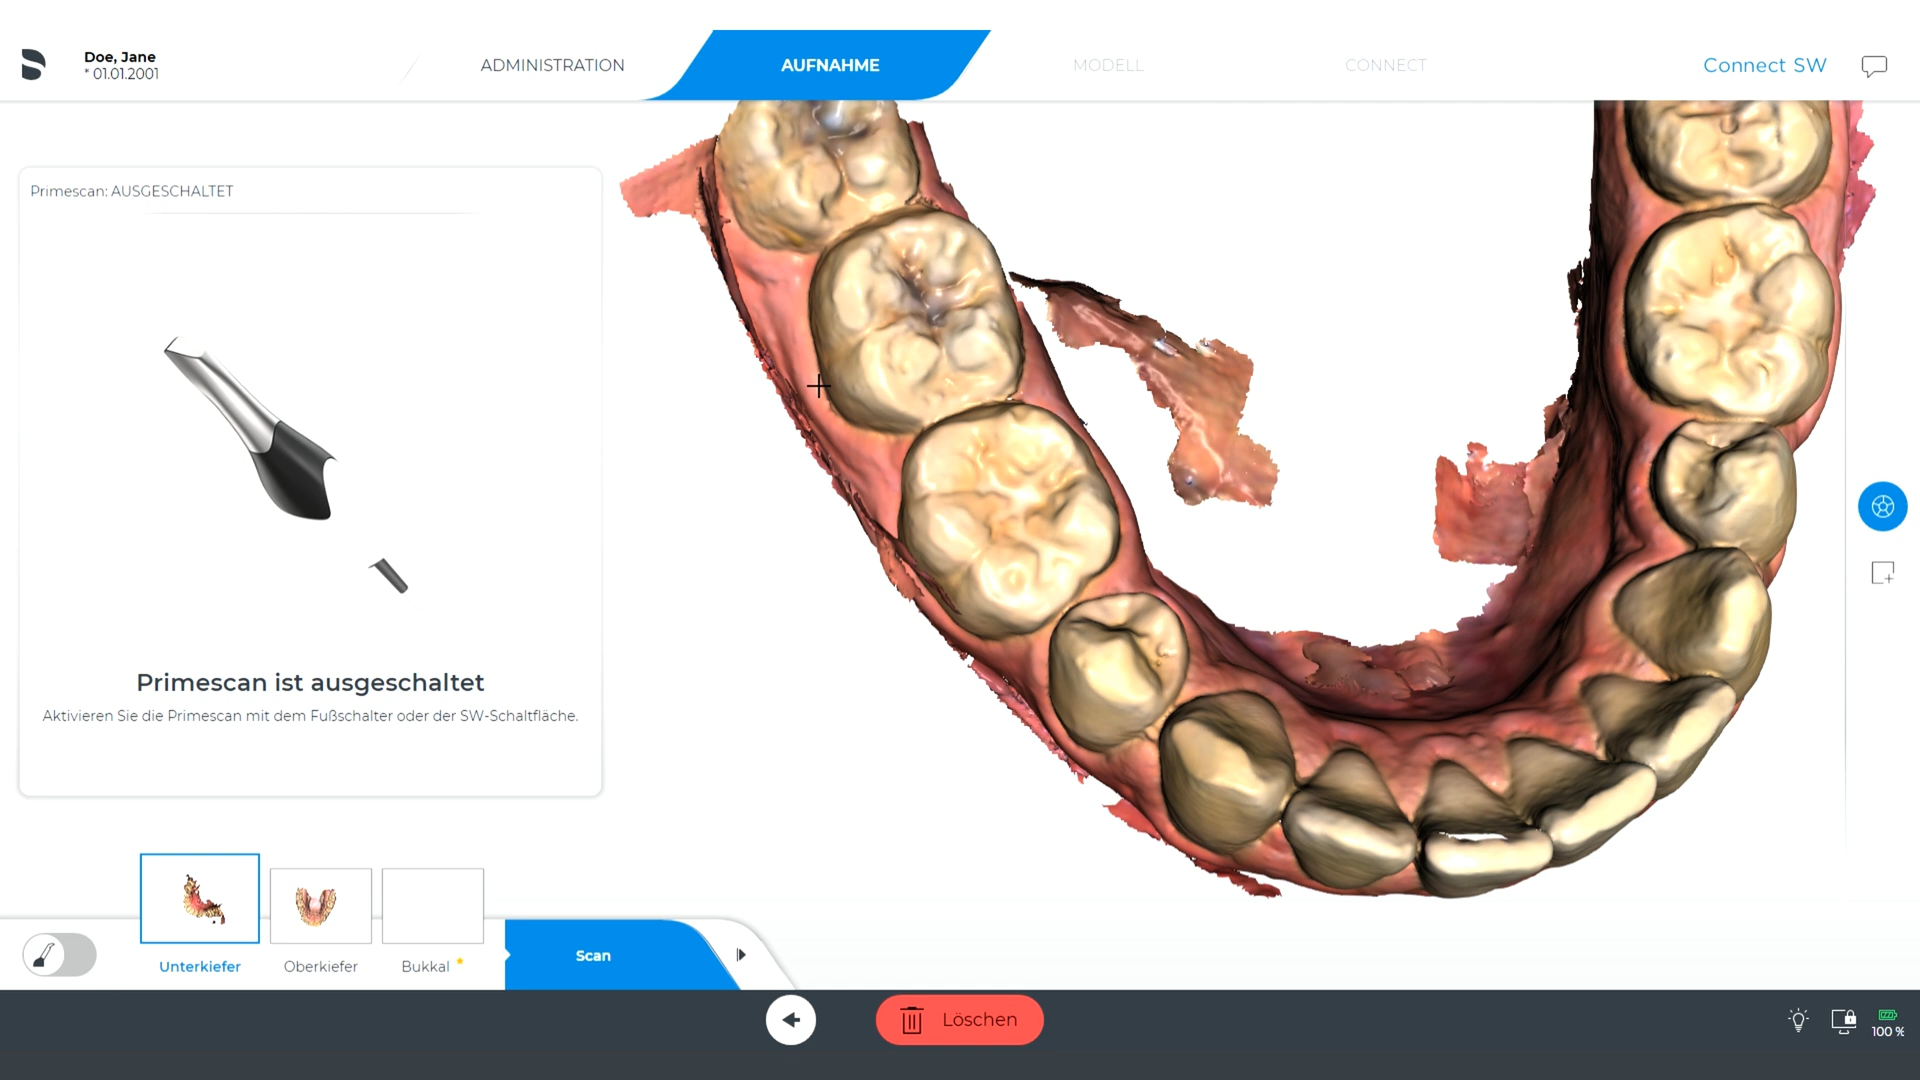 Doe, Jane
* 01.01.2001
ADMINISTRATION
AUFNAHME
MODELL
CONNECT
Connect SW
Primescan: AUSGESCHALTET
Primescan ist ausgeschaltet
Aktivieren Sie die Primescan mit dem Fußschalter oder der SW-Schaltfläche.
Unterkiefer
Oberkiefer
Bukkal
Scan
Löschen
100 %